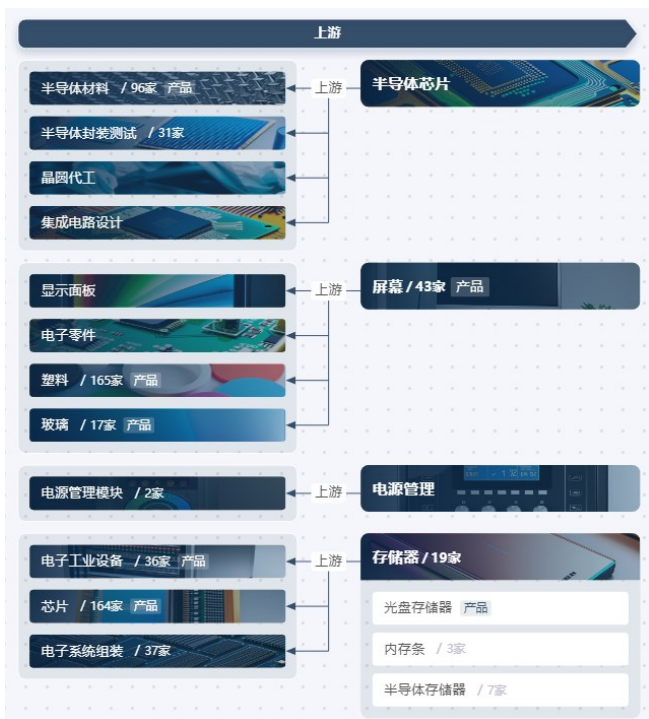 上游
半导体材料 / 96家 产品
上游
半导体芯片
半导体封装测试 / 31家
晶圆代工
集成电路设计
显示面板
上游
屏幕 / 43家 产品
电子零件
塑料 / 165家 产品
玻璃 / 17家 产品
电源管理模块 / 2家
上游
电源管理
电子工业设备 / 36家 产品
上游
存储器 / 19家
芯片 / 164家 产品
光盘存储器 产品
电子系统组装 / 37家
内存条 / 3家
半导体存储器 / 7家